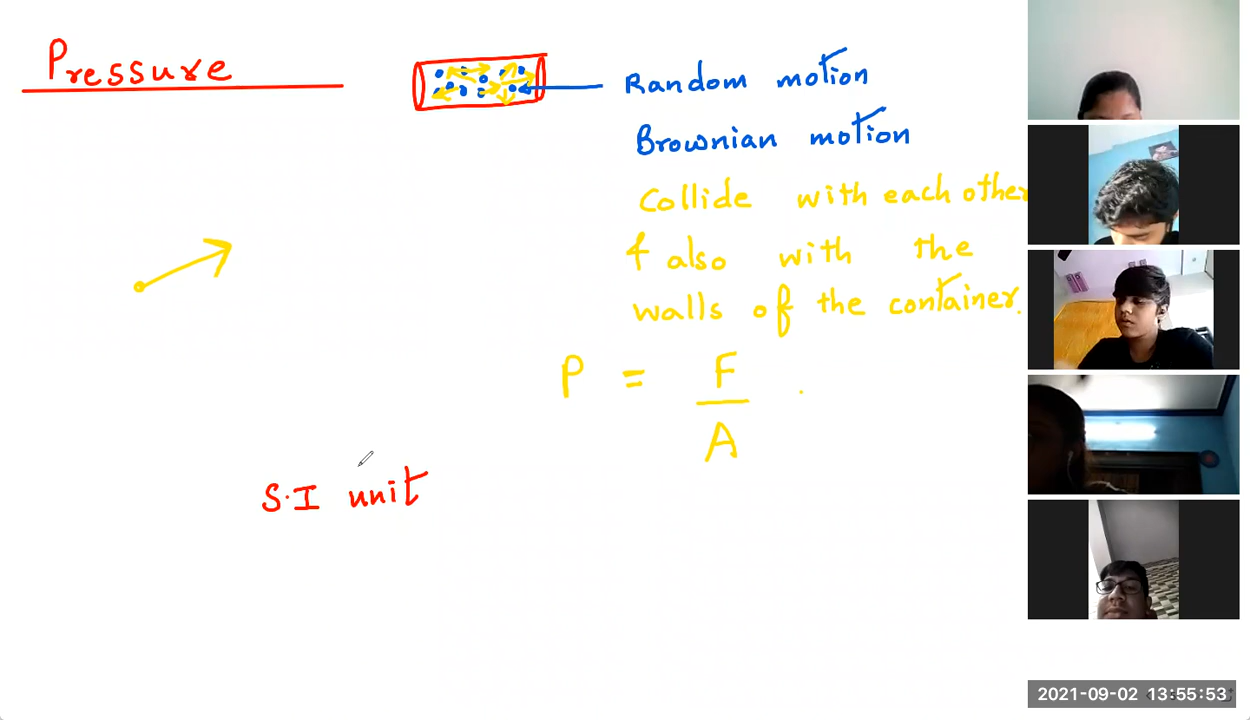 Pressure
Random motion
Brownian motion
Collide with each other
& also with the
walls of the container.
P = F
A
S.I unit
2021-09-02 13:55:53